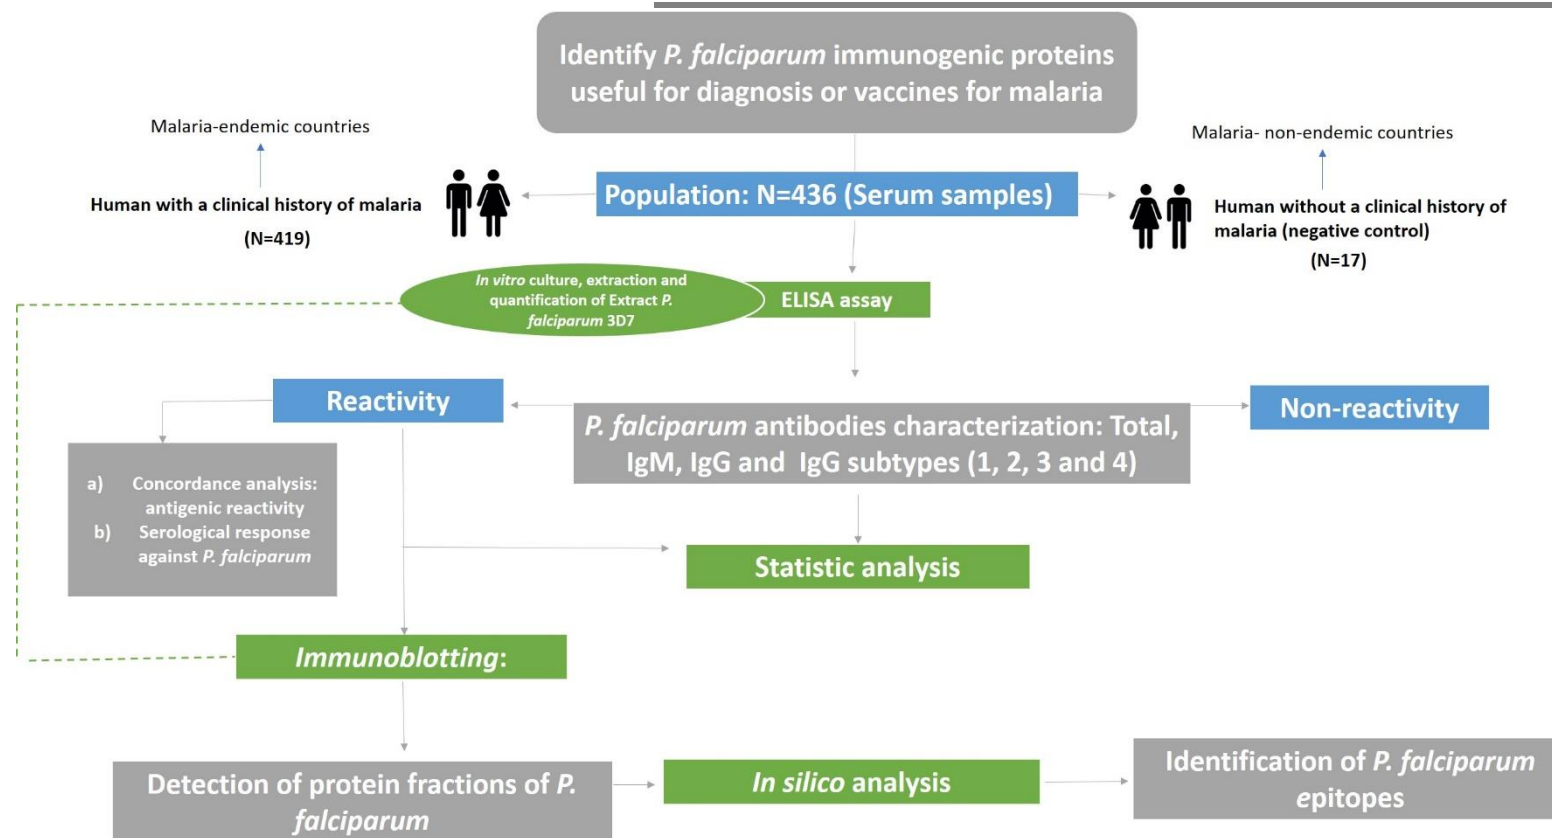 Identify P. falciparum immunogenic proteins
useful for diagnosis or vaccines for malaria
Malaria-endemic countries
Malaria- non-endemic countries
Population: N=436 (Serum samples)
Human with a clinical history of malaria
(N=419)
Human without a clinical history of
malaria (negative control)
(N=17)
In vitro culture, extraction and
quantification of Extract P.
falciparum 3D7
ELISA assay
Reactivity
Non-reactivity
P. falciparum antibodies characterization: Total,
IgM, IgG and IgG subtypes (1, 2, 3 and 4)
a) Concordance analysis:
antigenic reactivity
b) Serological response
against P. falciparum
Statistic analysis
Immunoblotting:
Detection of protein fractions of P.
falciparum
In silico analysis
Identification of P. falciparum
epitopes